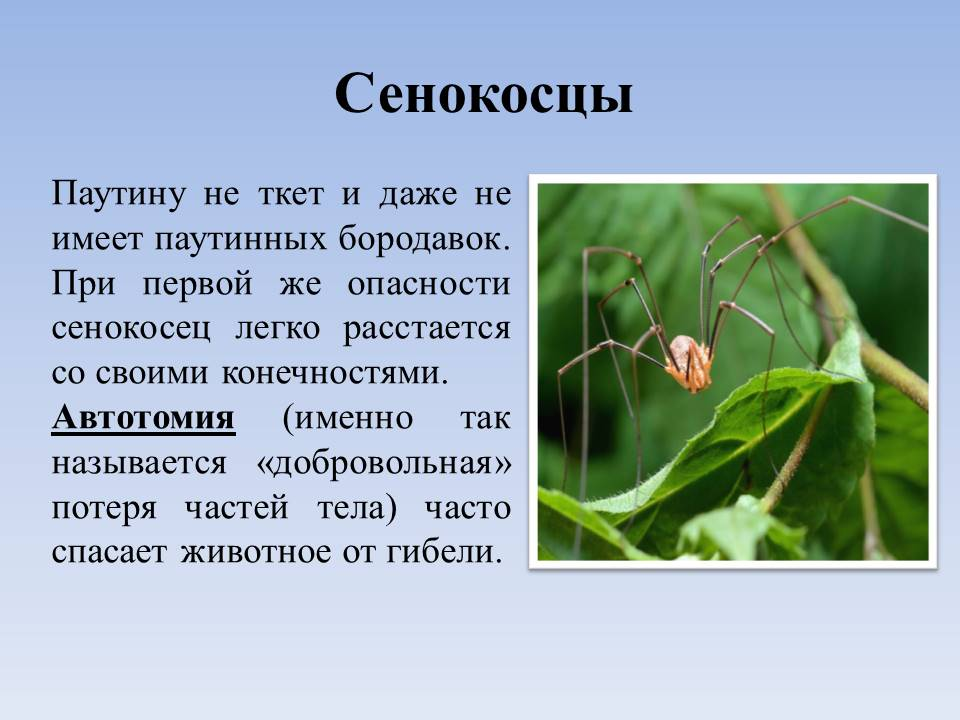 Сенокосцы
Паутину не ткет и даже не
имеет паутинных бородавок.
При первой же опасности
сенокосец легко расстается
со своими конечностями.
Автотомия (именно так
называется «добровольная»
потеря частей тела) часто
спасает животное от гибели.